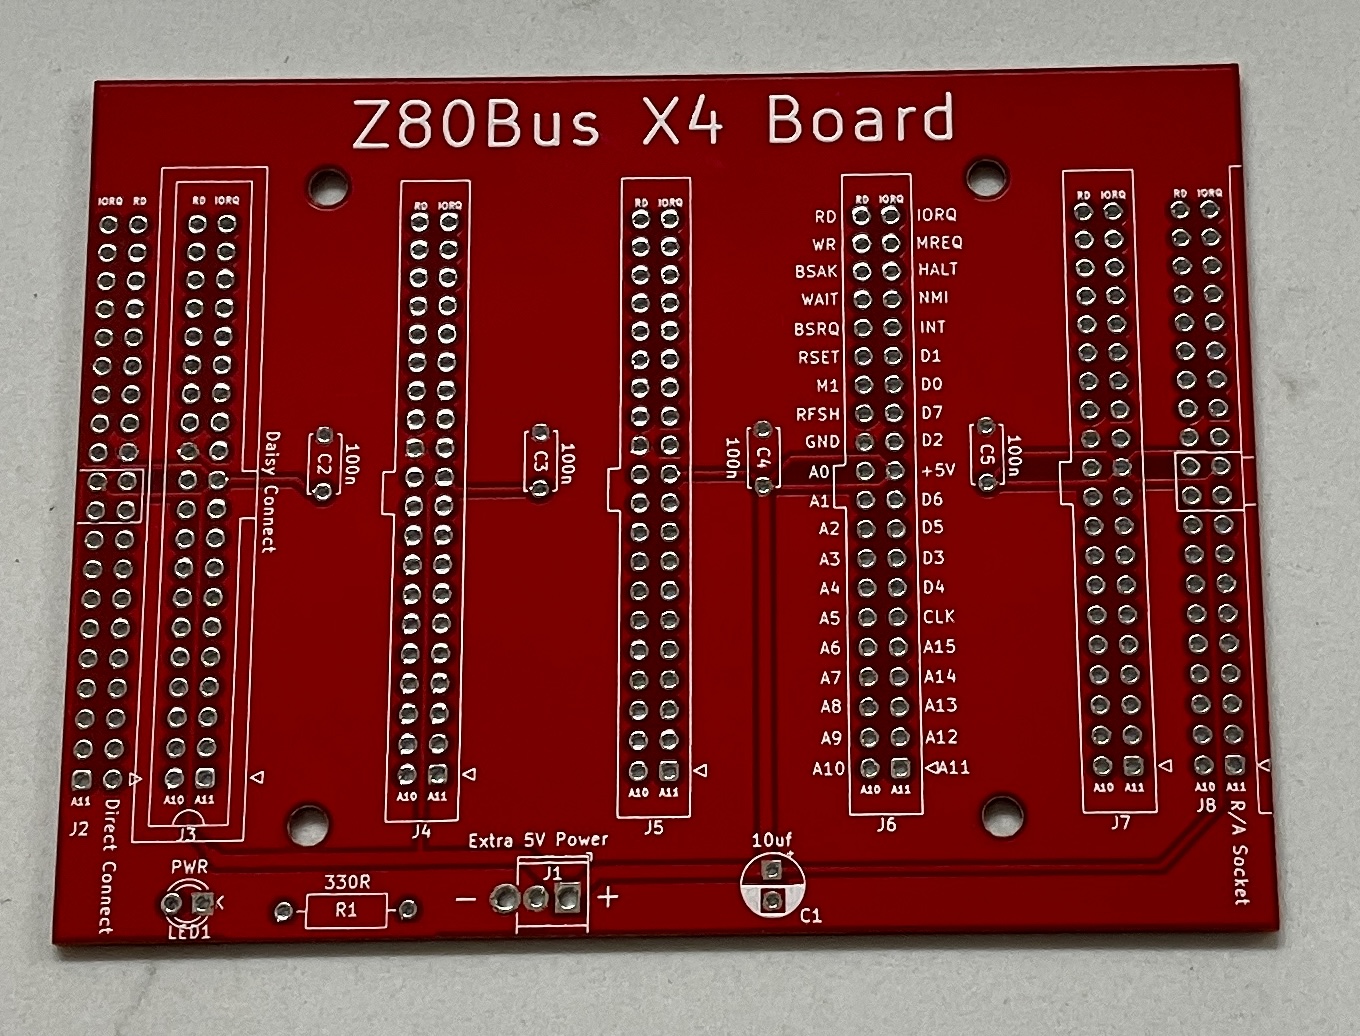 Z80Bus X4 Board
IORQ RD
RD IORQ
RD IORQ
RD IORQ
RD IORQ
RD IORQ
RD IORQ
RD IORQ
WR MREQ
BSAK HALT
WAIT NMI
BSRQ INT
RSET D1
M1 D0
RFSH D7
GND D2
A0 +5V
A1 D6
A2 D5
A3 D3
A4 D4
A5 CLK
A6 A15
A7 A14
A8 A13
A9 A12
A10 A11
Daisy Connect
C2
100n
C3
100n
100n
C4
C5
100n
A11
A10 A11
A10 A11
A10 A11
A10 A11
A10 A11
A10 A11
J2
J3
J4
J5
J6
J7
J8
Direct Connect
R/A Socket
Extra 5V Power
10uf
+
PWR
LED1
330R
R1
J1
- +
C1